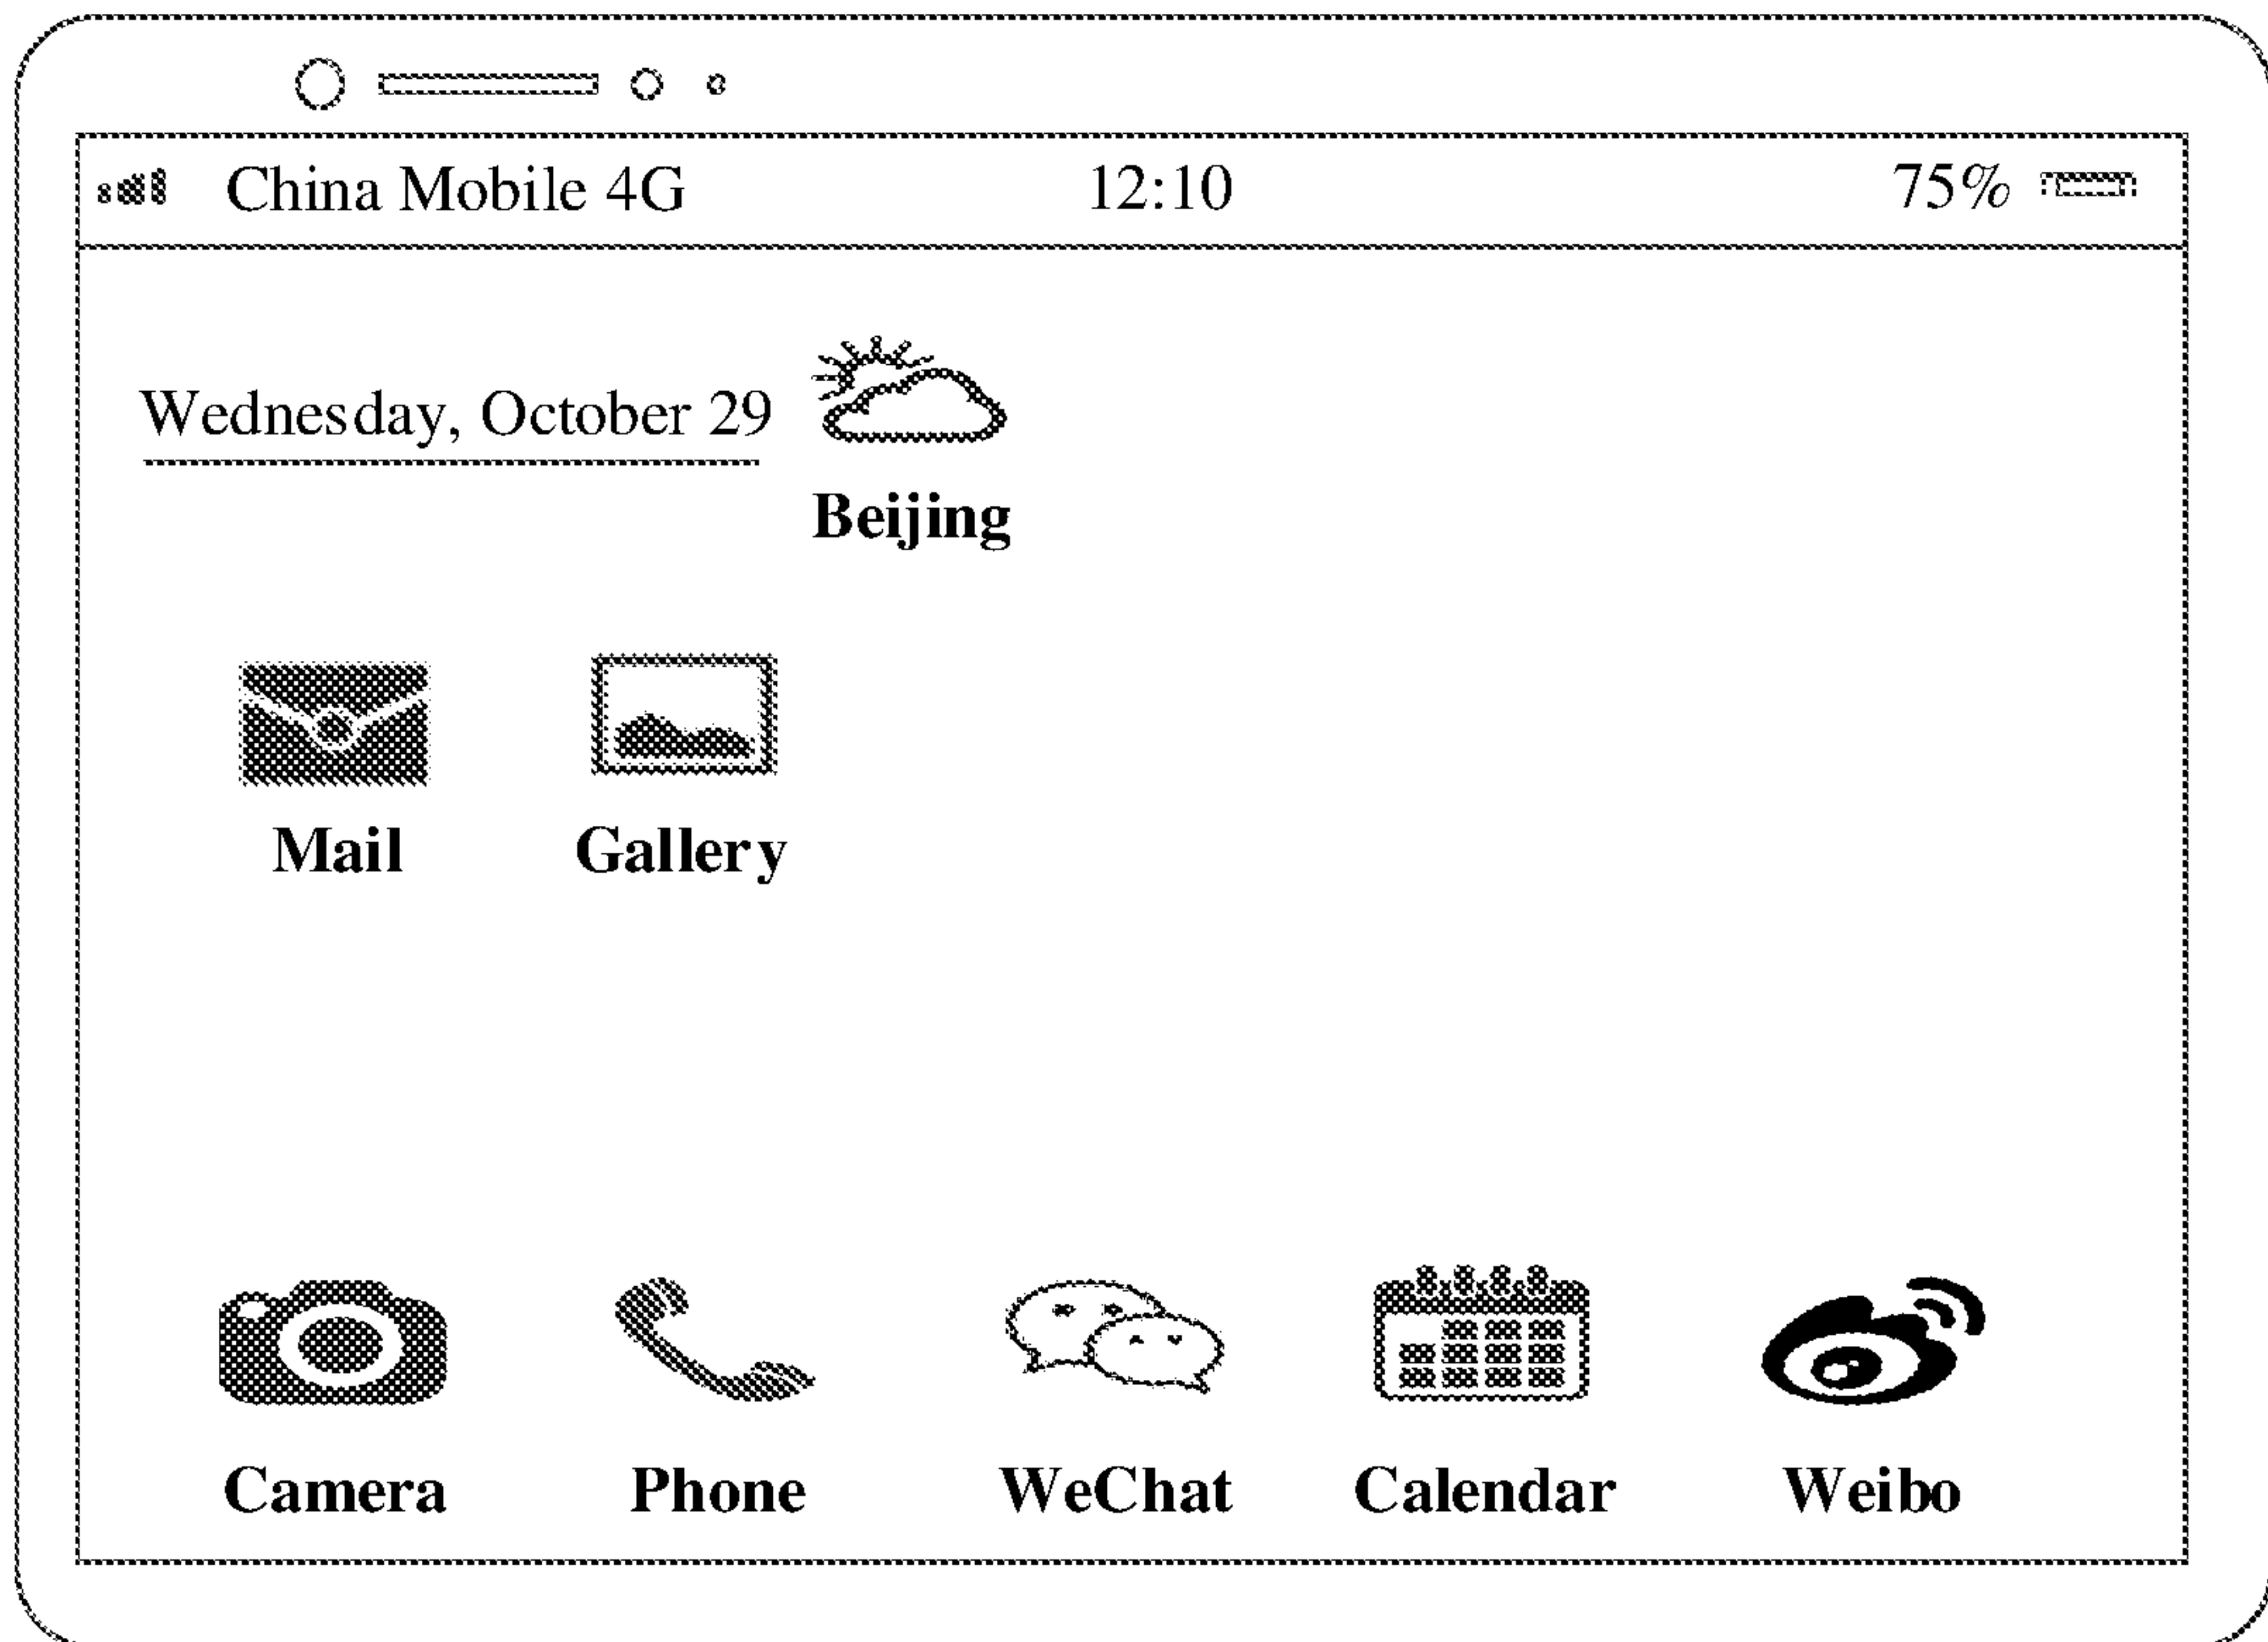 China Mobile 4G 12:10 75%
Wednesday, October 29
Beijing
Mail Gallery
Camera Phone WeChat Calendar Weibo